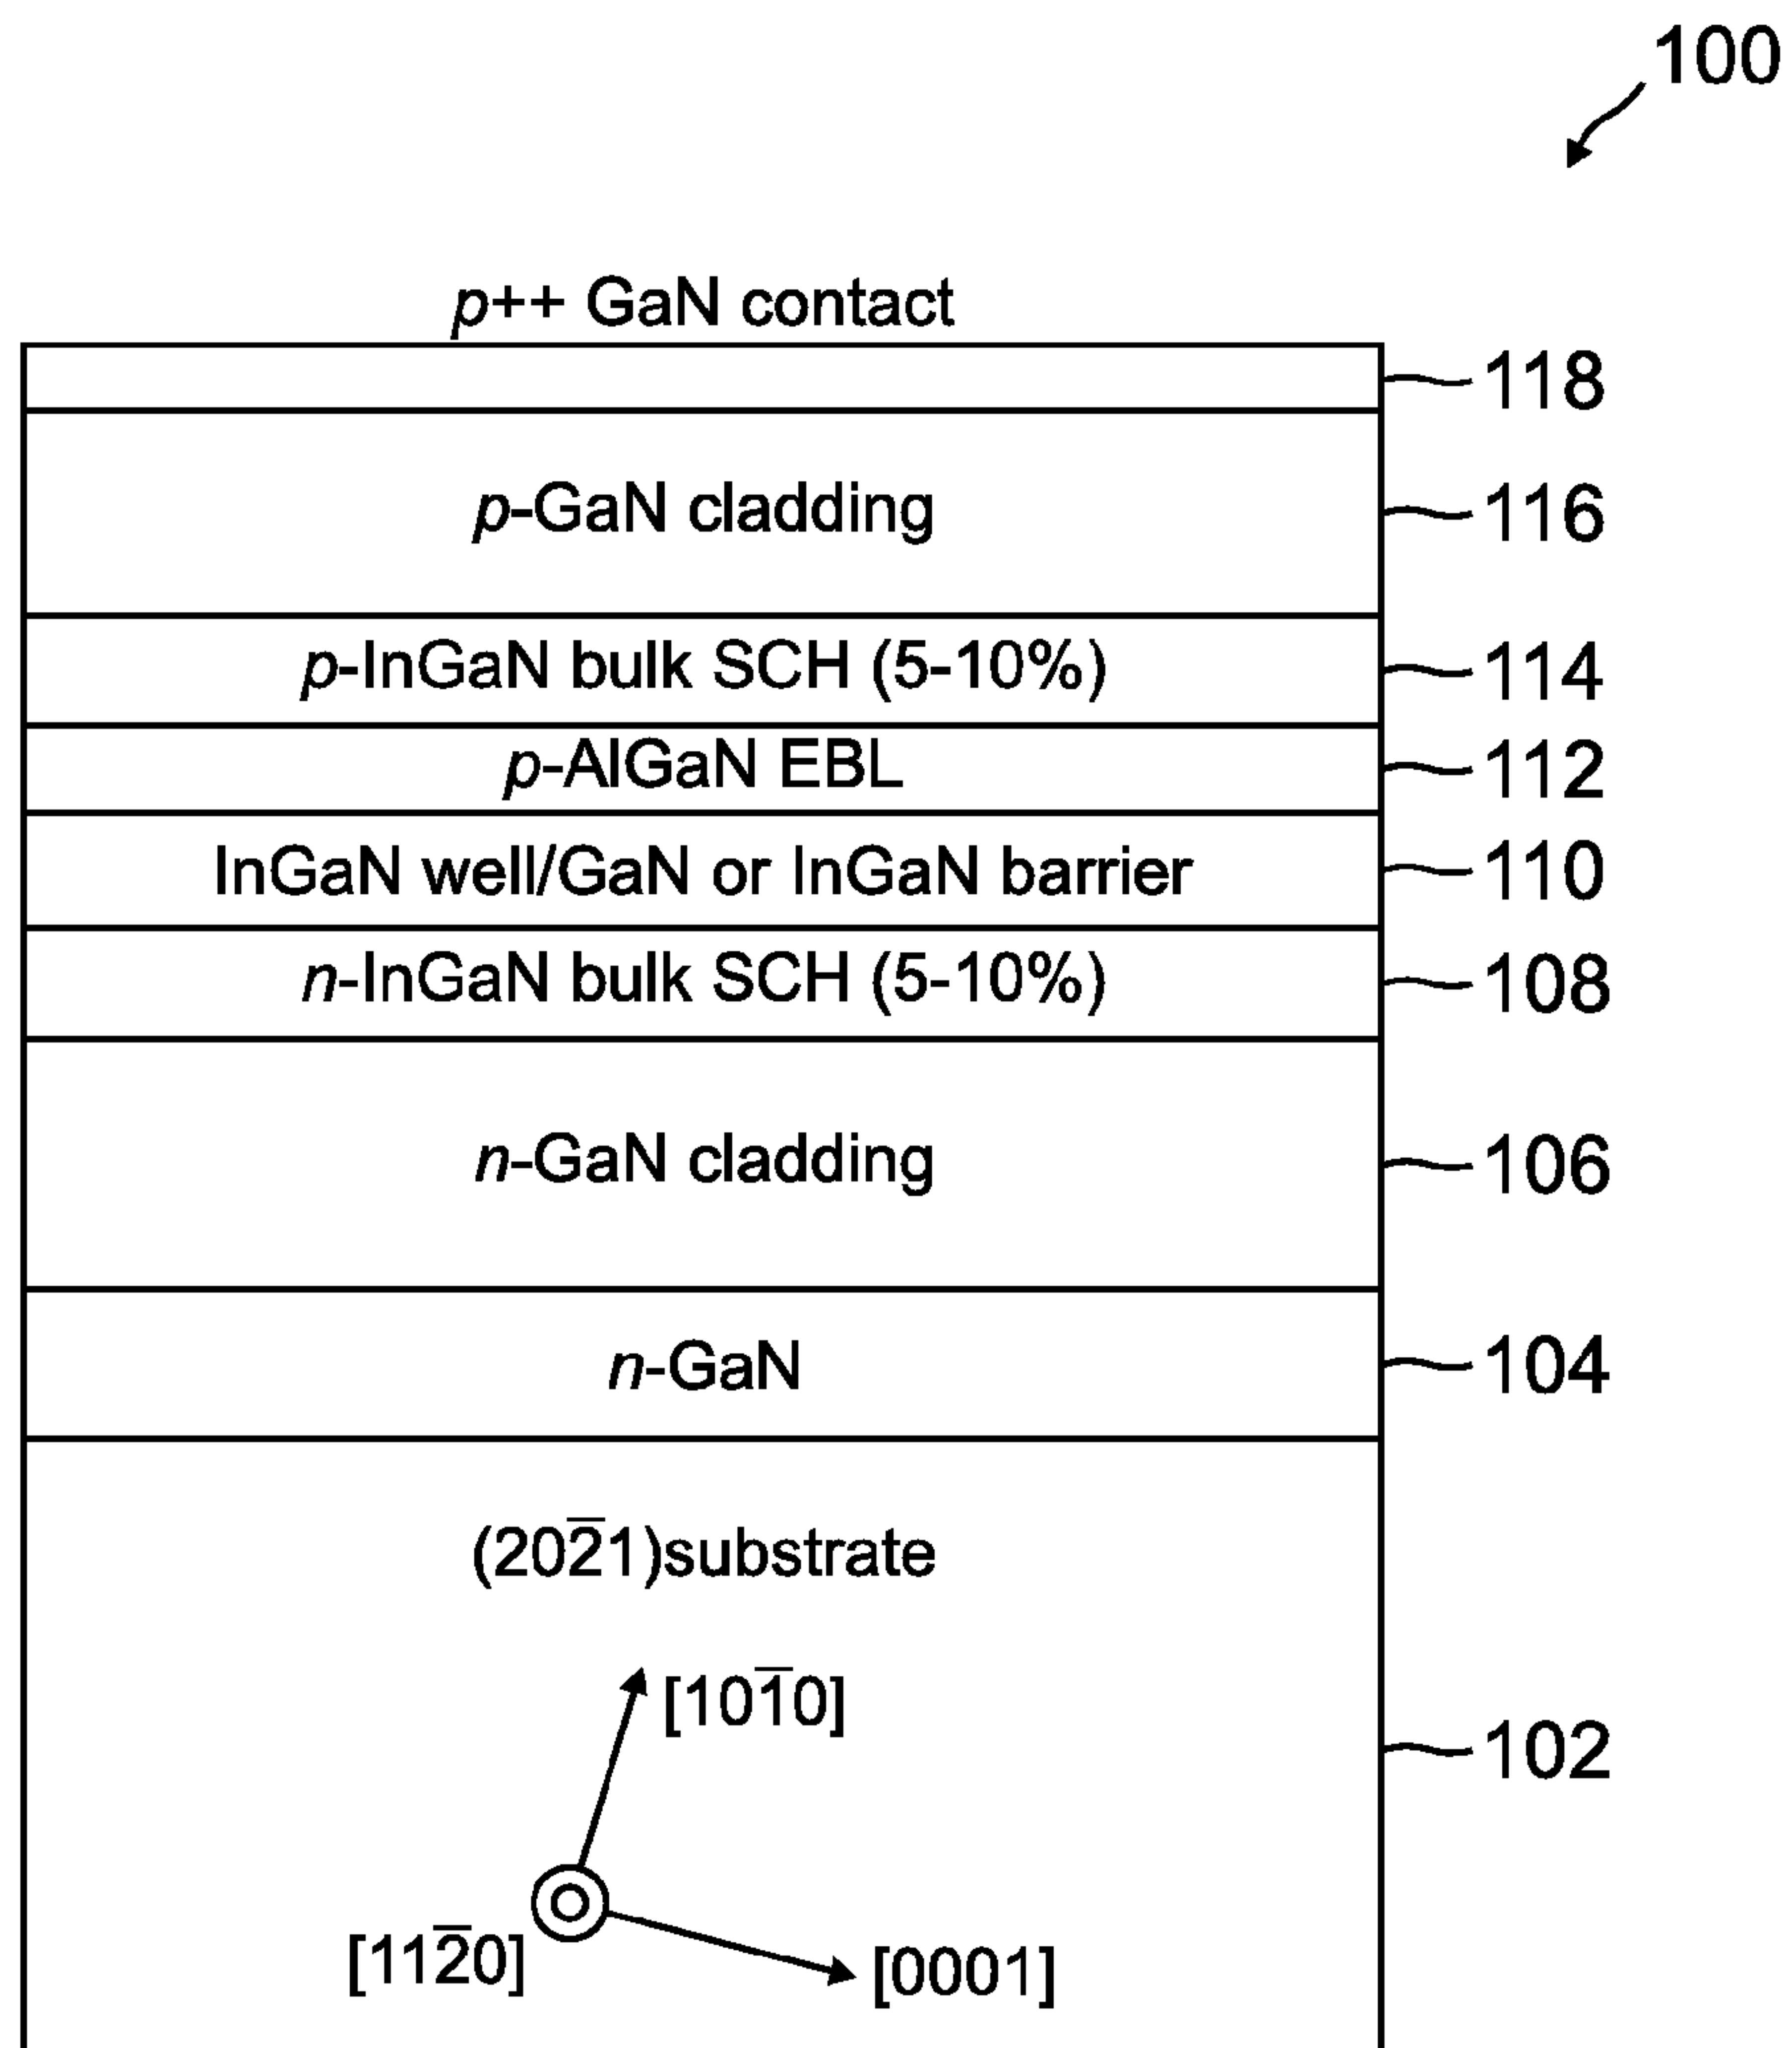 100
p++ GaN contact
118
p-GaN cladding
116
p-InGaN bulk SCH (5-10%)
114
p-AlGaN EBL
112
InGaN well/GaN or InGaN barrier
110
n-InGaN bulk SCH (5-10%)
108
n-GaN cladding
106
n-GaN
104
(202̅1)substrate
[101̅0]
102
[112̅0]
[0001]